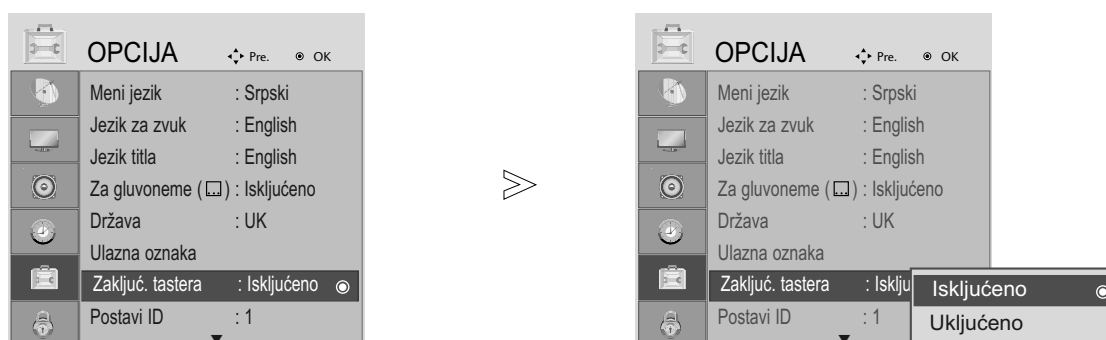 OPCIJA Pre. OK
Meni jezik : Srpski
Jezik za zvuk : English
Jezik titla : English
Za gluvoneme ( ) : Isključeno
Država : UK
Ulazna oznaka
Zaključ. tastera : Isključeno
Postavi ID : 1
OPCIJA Pre. OK
Meni jezik : Srpski
Jezik za zvuk : English
Jezik titla : English
Za gluvoneme ( ) : Isključeno
Država : UK
Ulazna oznaka
Zaključ. tastera : Isklju
Postavi ID : 1
Isključeno
Uključeno